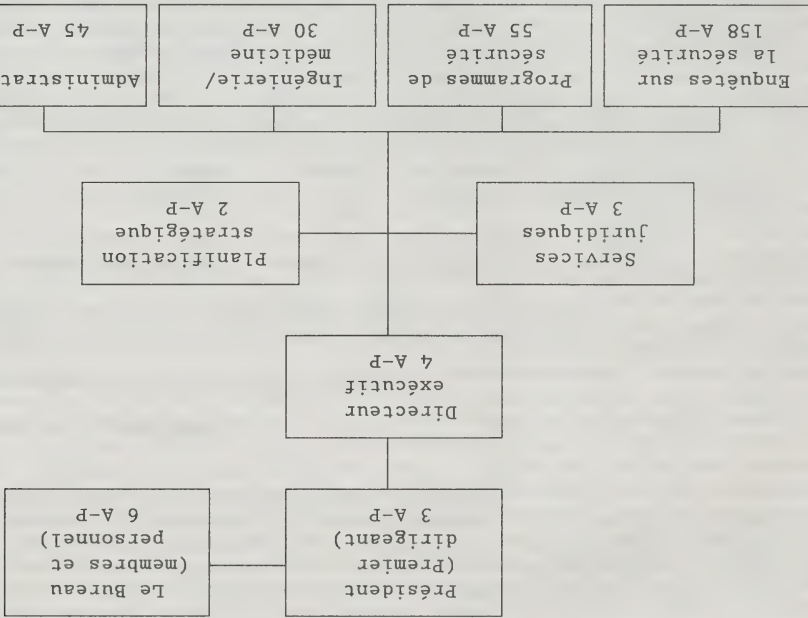 Président
(Premier
dirigeant)
3 A-P
Le Bureau
(membres et
personnel)
6 A-P
Directeur
exécutif
4 A-P
Services
juridiques
3 A-P
Planification
stratégique
2 A-P
Enquêtes sur
la sécurité
158 A-P
Programmes de
sécurité
55 A-P
Ingénierie/
médicine
30 A-P
Administrat
45 A-P